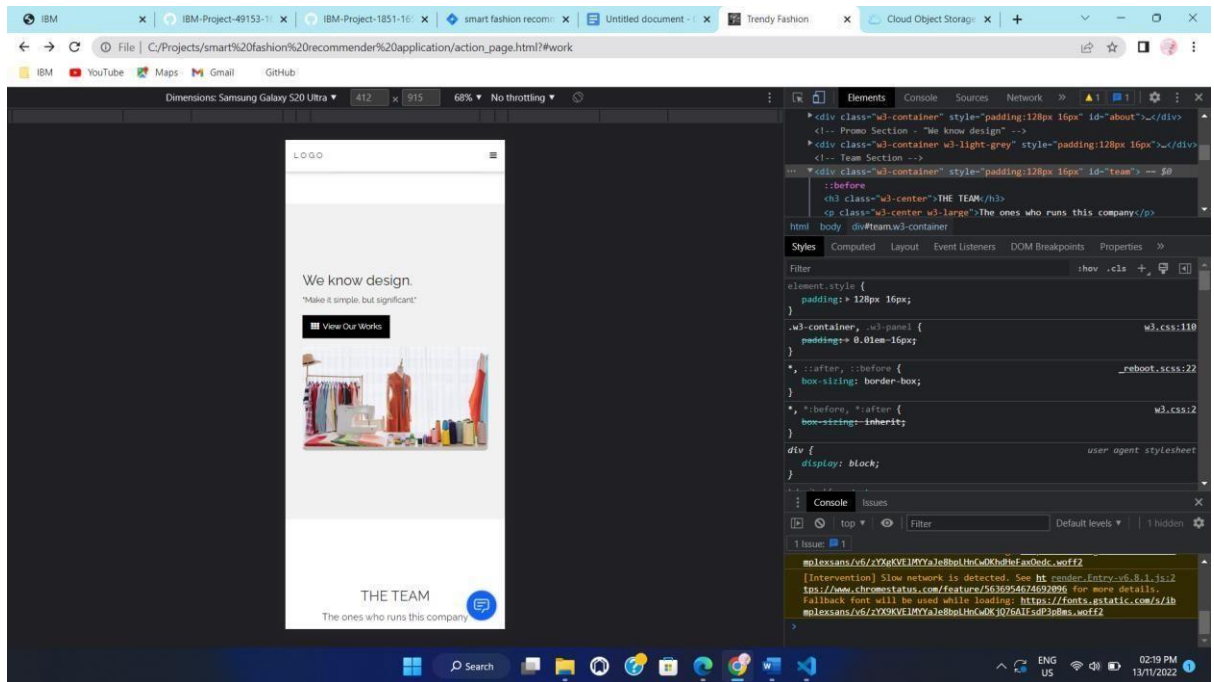 IBM
IBM-Project-49153-1
IBM-Project-1851-16
smart fashion recomm
Untitled document -
Trendy Fashion
Cloud Object Storage
File | C:/Projects/smart%20fashion%20recommender%20application/action_page.html?#work
IBM YouTube Maps Gmail GitHub
Dimensions: Samsung Galaxy S20 Ultra ▼ 412 x 915 68% ▼ No throttling ▼
LOGO
We know design.
"Make it simple, but significant"
View Our Works
THE TEAM
The ones who runs this company
Elements Console Sources Network » 1 1
<div class="w3-container" style="padding:128px 16px" id="about">…</div>
<!-- Promo Section - "We know design" -->
<div class="w3-container w3-light-grey" style="padding:128px 16px">…</div>
<!-- Team Section -->
<div class="w3-container" style="padding:128px 16px" id="team"> == $0
::before
<h3 class="w3-center">THE TEAM</h3>
<p class="w3-center w3-large">The ones who runs this company</p>
html body div#team.w3-container
Styles Computed Layout Event Listeners DOM Breakpoints Properties »
Filter :hov .cls +
element.style {
padding: 128px 16px;
}
.w3-container, .w3-panel { w3.css:110
padding: 0.01em 16px;
}
*, ::after, ::before { _reboot.scss:22
box-sizing: border-box;
}
*, *:before, *:after { w3.css:2
box-sizing: inherit;
}
div { user agent stylesheet
display: block;
}
Console Issues
top ▼ Filter Default levels ▼ 1 hidden
1 Issue: 1
[Intervention] Slow network is detected. See ht render.Entry-v6.8.1.js:2
tps://www.chromestatus.com/feature/5636954674692096 for more details.
Fallback font will be used while loading: https://fonts.gstatic.com/s/ib
Search
ENG
US
02:19 PM
13/11/2022
1